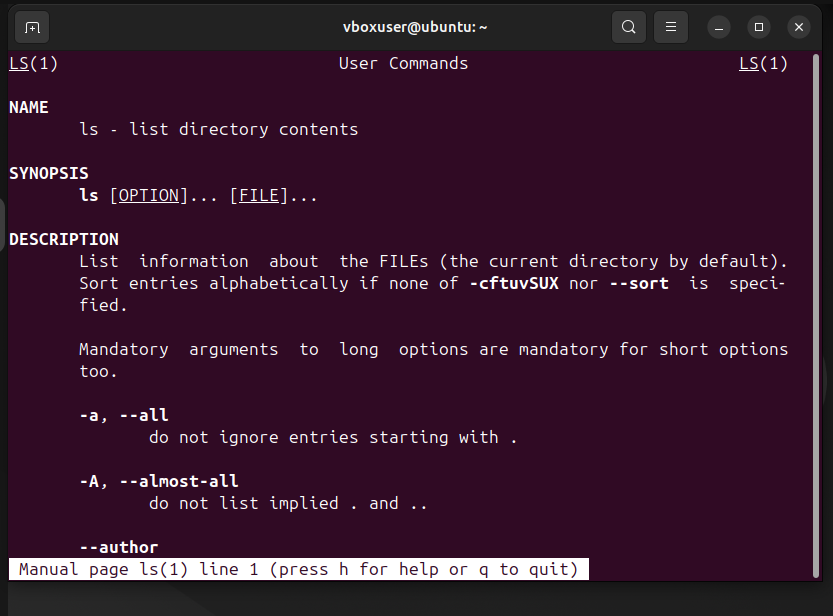 vboxuser@ubuntu: ~
LS(1) User Commands LS(1)
NAME
ls - list directory contents
SYNOPSIS
ls [OPTION]... [FILE]...
DESCRIPTION
List information about the FILEs (the current directory by default).
Sort entries alphabetically if none of -cftuvSUX nor --sort is speci-
fied.
Mandatory arguments to long options are mandatory for short options
too.
-a, --all
do not ignore entries starting with .
-A, --almost-all
do not list implied . and ..
--author
Manual page ls(1) line 1 (press h for help or q to quit)